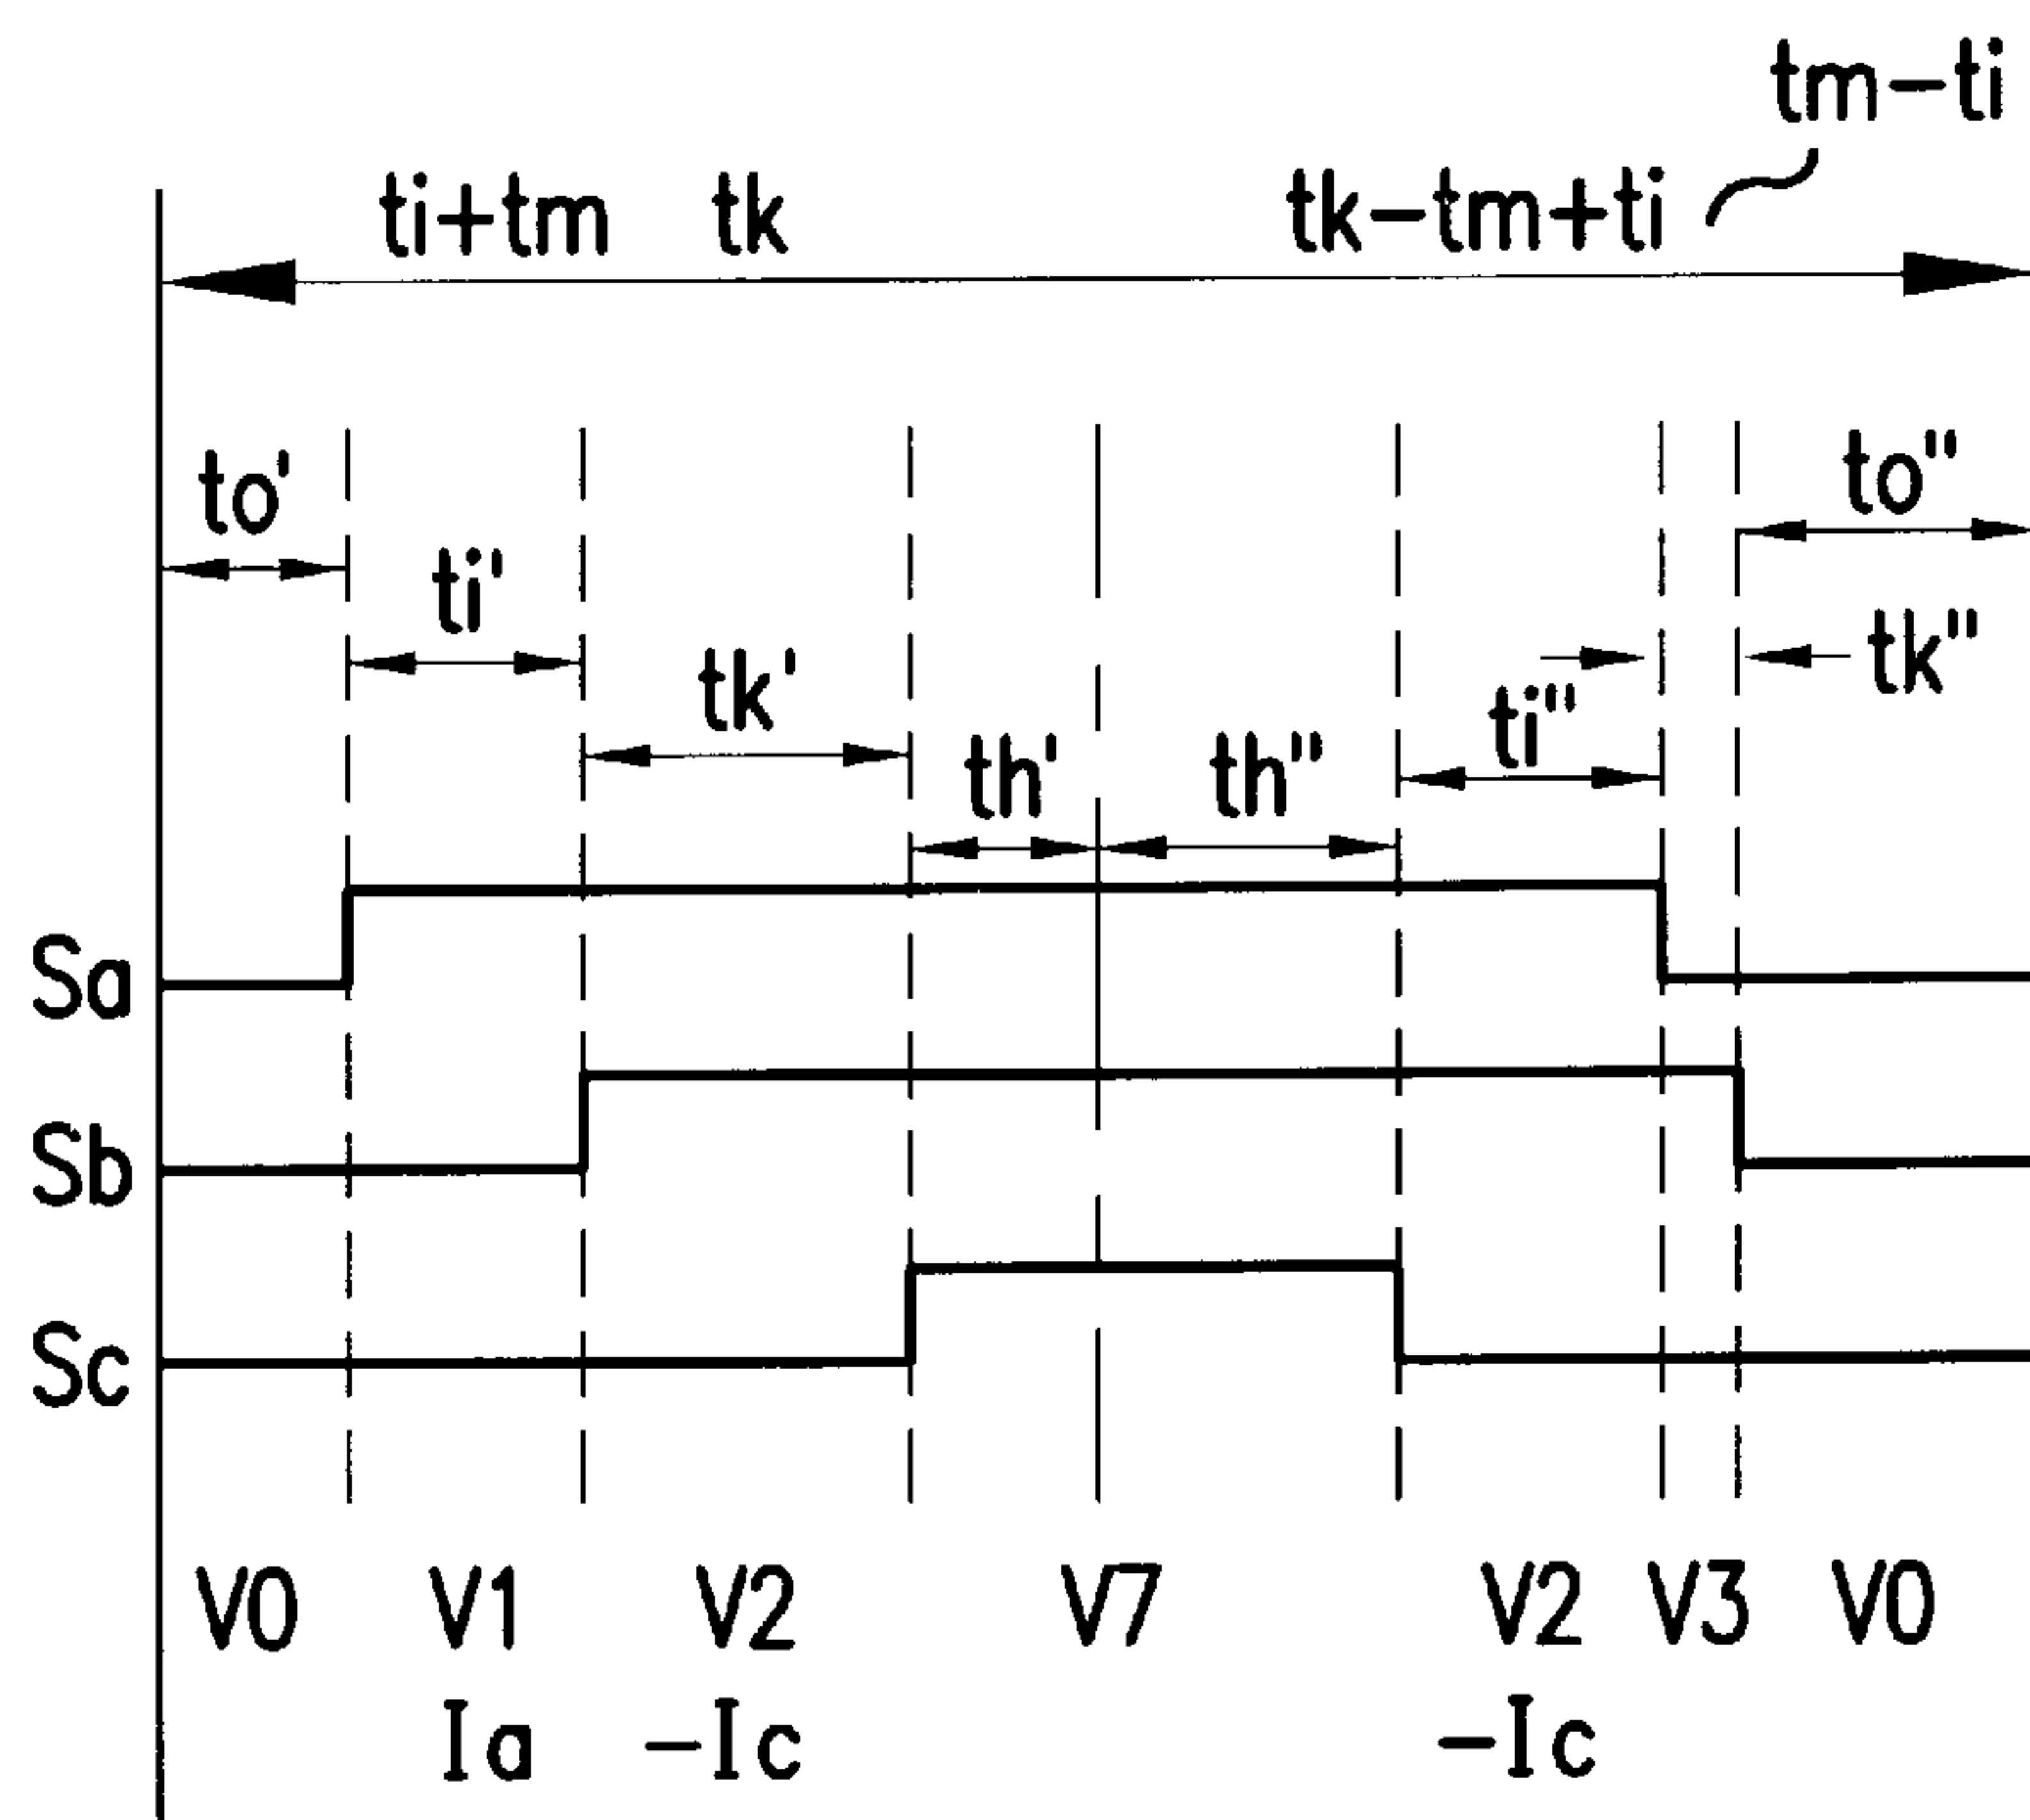 tm-ti
ti+tm tk tk-tm+ti
to' to"
ti'
tk' tk"
th' th" ti"
Sa
Sb
Sc
V0 V1 V2 V7 V2 V3 V0
Ia -Ic -Ic